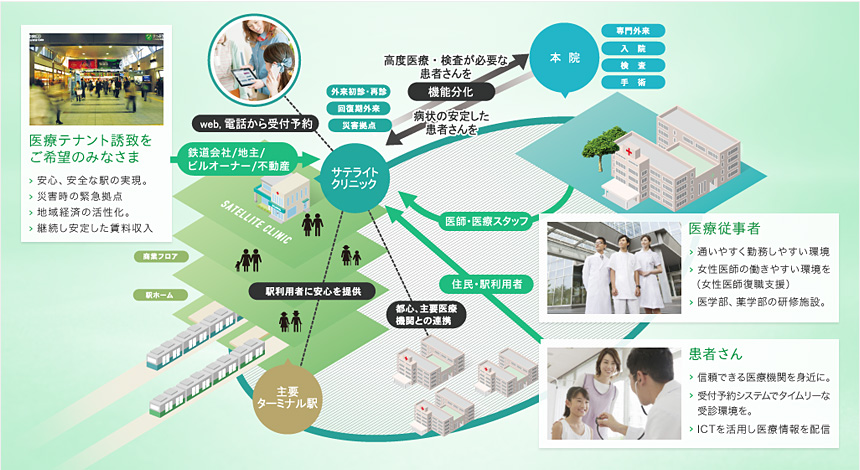 医療テナント誘致を
ご希望のみなさま
安心、安全な駅の実現。
災害時の緊急拠点
地域経済の活性化。
継続し安定した賃料収入
web, 電話から受付予約
鉄道会社/地主/
ビルオーナー/不動産
外来初診・再診
回復期外来
災害拠点
サテライト
クリニック
高度医療・検査が必要な
患者さんを
機能分化
病状の安定した
患者さんを
本 院
専門外来
入 院
検 査
手 術
SATELLITE CLINIC
商業フロア
駅ホーム
駅利用者に安心を提供
医師・医療スタッフ
住民・駅利用者
都心、主要医療
機関との連携
主要
ターミナル駅
医療従事者
通いやすく勤務しやすい環境
女性医師の働きやすい環境を
(女性医師復職支援)
医学部、薬学部の研修施設。
患者さん
信頼できる医療機関を身近に。
受付予約システムでタイムリーな
受診環境を。
ICTを活用し医療情報を配信